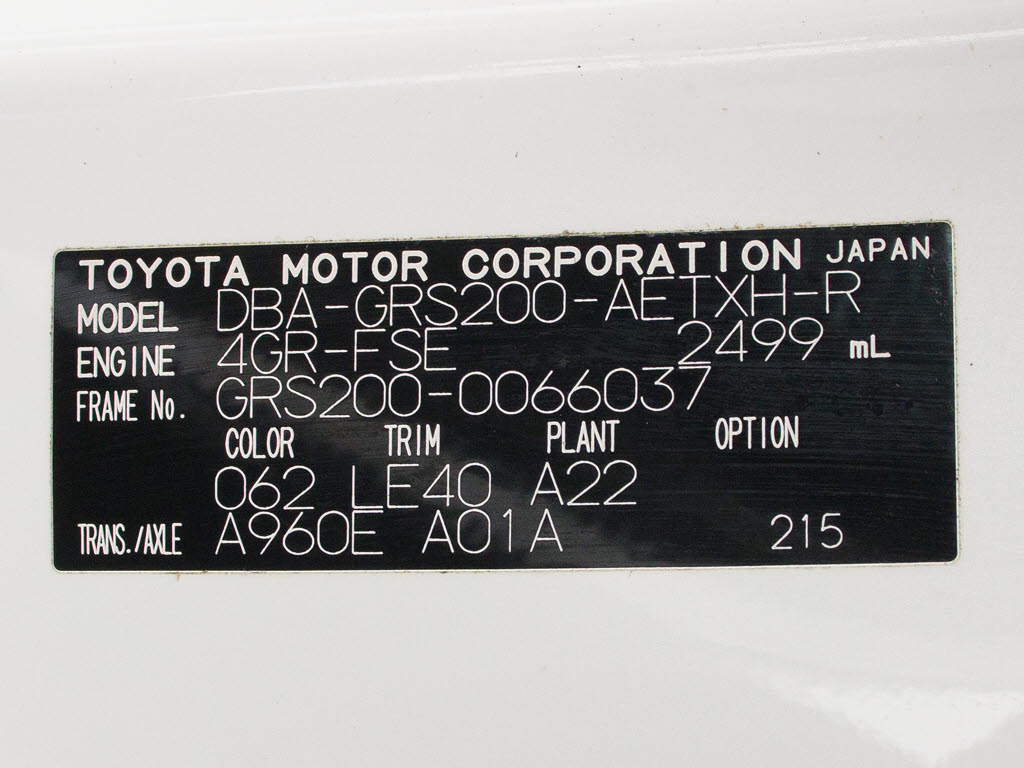 TOYOTA MOTOR CORPORATION JAPAN
MODEL DBA-GRS200-AETXH-R
ENGINE 4GR-FSE 2499 mL
FRAME No. GRS200-0066037
COLOR TRIM PLANT OPTION
062 LE40 A22
TRANS./AXLE A960E A01A 215